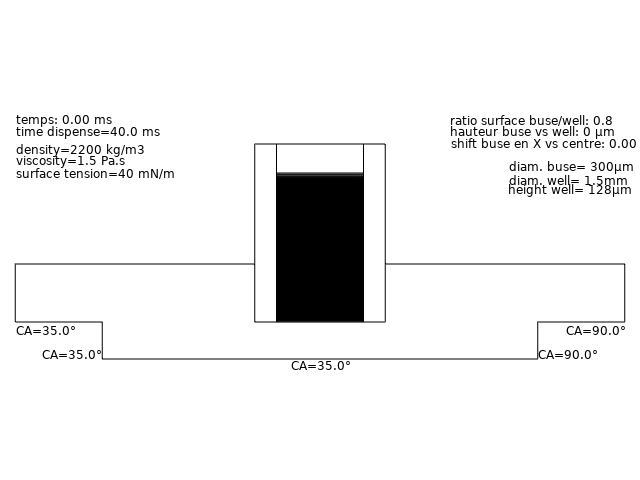 temps: 0.00 ms
time dispense=40.0 ms
density=2200 kg/m3
viscosity=1.5 Pa.s
surface tension=40 mN/m
ratio surface buse/well: 0.8
hauteur buse vs well: 0 µm
shift buse en X vs centre: 0.00
diam. buse= 300µm
diam. well= 1.5mm
height well= 128µm
CA=35.0°
CA=90.0°
CA=35.0°
CA=90.0°
CA=35.0°